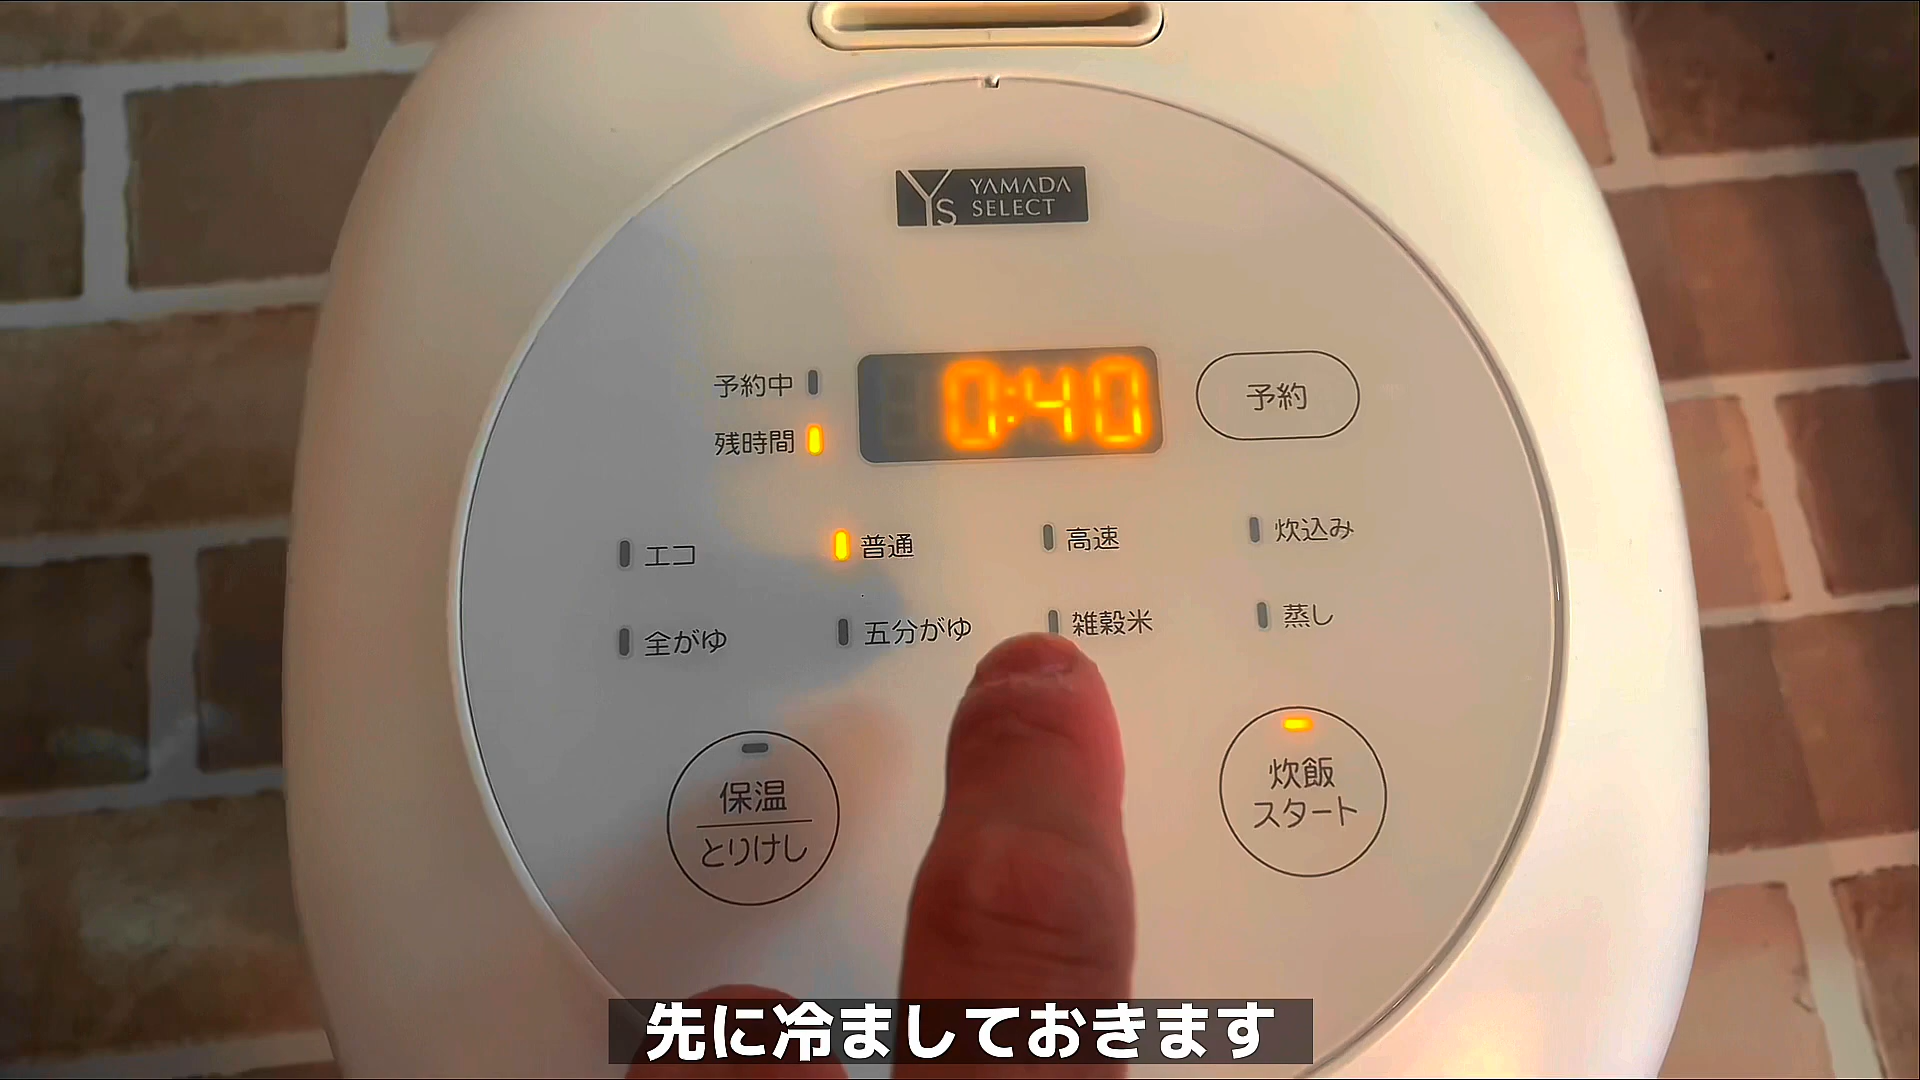 YS YAMADA
SELECT
予約中
残時間
0:40
予約
エコ
普通
高速
炊込み
全がゆ
五分がゆ
雑穀米
蒸し
保温
とりけし
炊飯
スタート
先に冷ましておきます